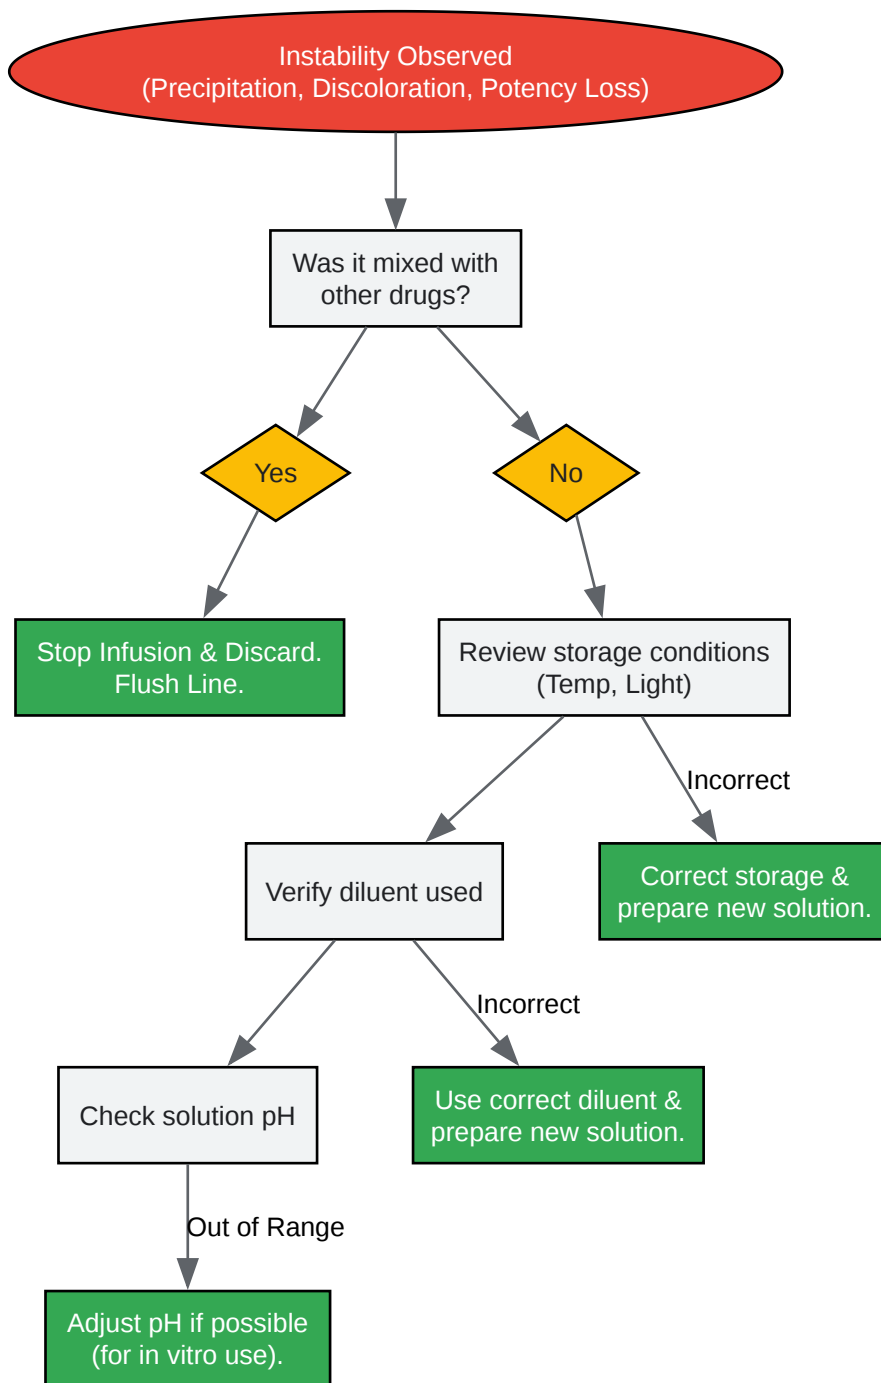 Instability Observed
(Precipitation, Discoloration, Potency Loss)
Was it mixed with
other drugs?
Yes
No
Stop Infusion & Discard.
Flush Line.
Review storage conditions
(Temp, Light)
Incorrect
Verify diluent used
Correct storage &
prepare new solution.
Incorrect
Check solution pH
Use correct diluent &
prepare new solution.
Out of Range
Adjust pH if possible
(for in vitro use).